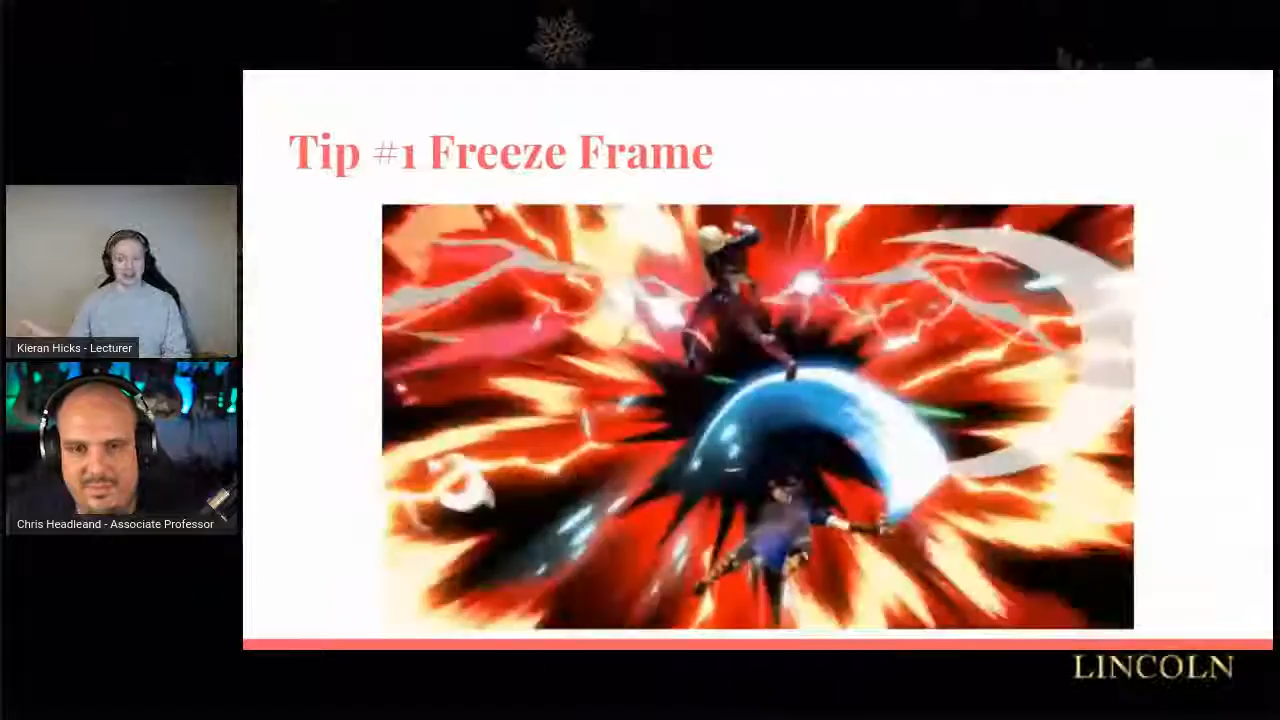 Tip #1 Freeze Frame
Kieran Hicks - Lecturer
Chris Headleand - Associate Professor
LINCOLN